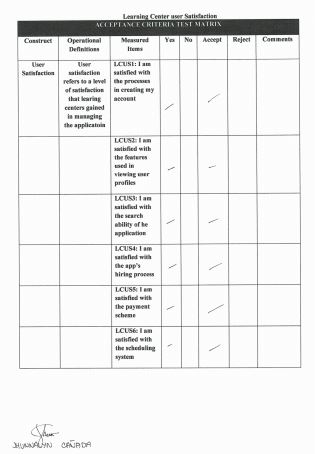 Learning Center user Satisfaction
ACCEPTANCE CRITERIA TEST MATRIX
Construct Operational Definitions Measured Items Yes No Accept Reject Comments
User Satisfaction
User satisfaction refers to a level of satisfaction that learing centers gained in managing the applicatoin
LCUS1: I am
satisfied with
the processes
in creating my
account
LCUS2: I am
satisfied with
the features
used in
viewing user
profiles
LCUS3: I am
satisfied with
the search
ability of he
application
LCUS4: I am
satisfied with
the app's
hiring process
LCUS5: I am
satisfied with
the payment
scheme
LCUS6: I am
satisfied with
the scheduling
system
JHUNNALYN CAÑADA